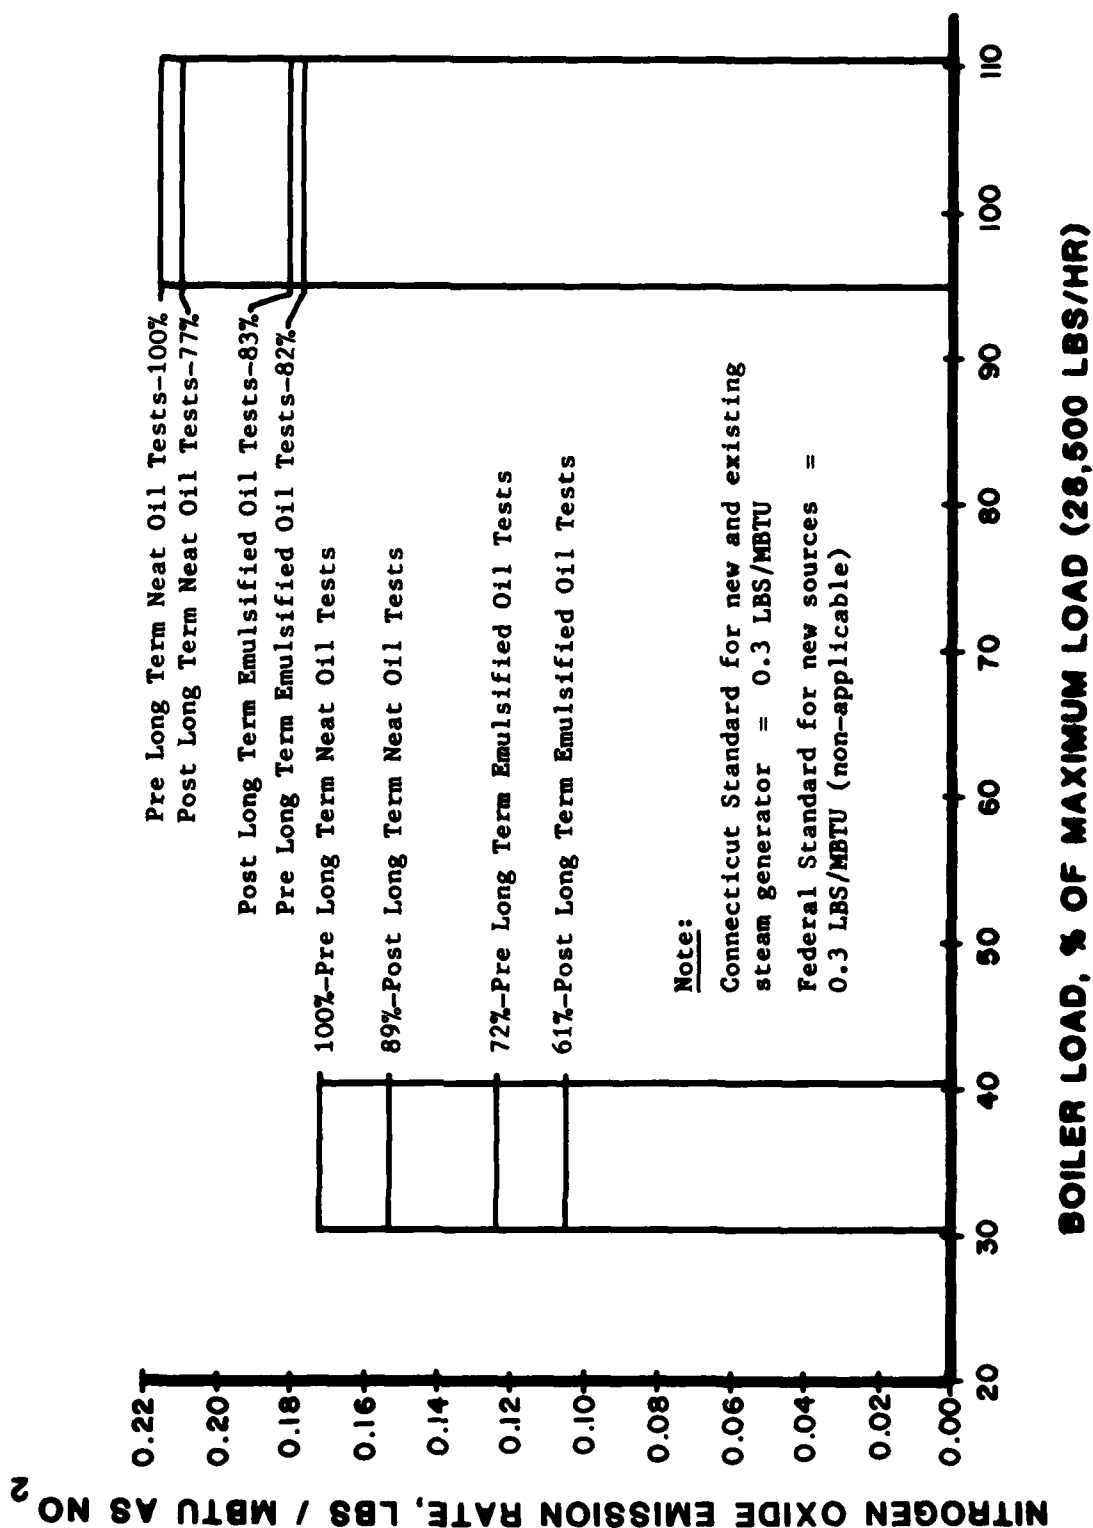 NITROGEN OXIDE EMISSION RATE, LBS / MBTU AS NO2
0.22
0.20
0.18
0.16
0.14
0.12
0.10
0.08
0.06
0.04
0.02
0.00
Pre Long Term Neat Oil Tests-100%
Post Long Term Neat Oil Tests-77%
Post Long Term Emulsified Oil Tests-83%
Pre Long Term Emulsified Oil Tests-82%
100%-Pre Long Term Neat Oil Tests
89%-Post Long Term Neat Oil Tests
72%-Pre Long Term Emulsified Oil Tests
61%-Post Long Term Emulsified Oil Tests
Note:
Connecticut Standard for new and existing
steam generator = 0.3 LBS/MBTU
Federal Standard for new sources =
0.3 LBS/MBTU (non-applicable)
20 30 40 50 60 70 80 90 100 110
BOILER LOAD, % OF MAXIMUM LOAD (28,500 LBS/HR)